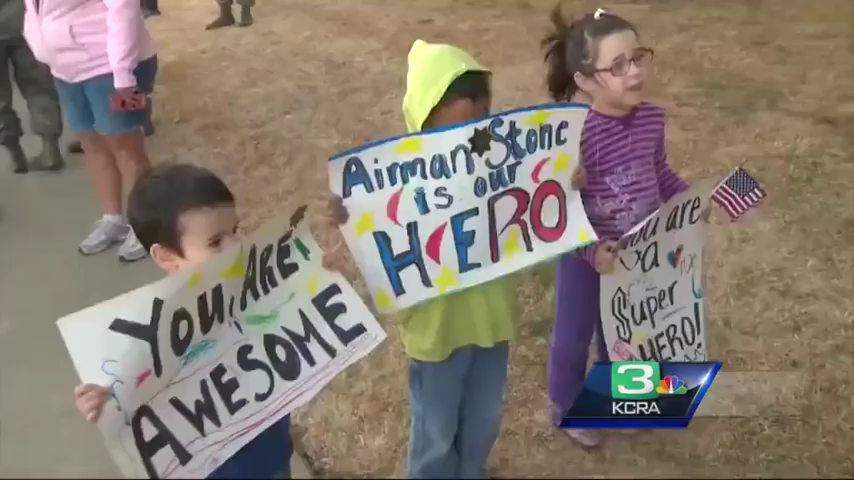 YOU ARE
AWESOME
Airman Stone
is our
HERO
You are
a
Super
HERO!
3
KCRA